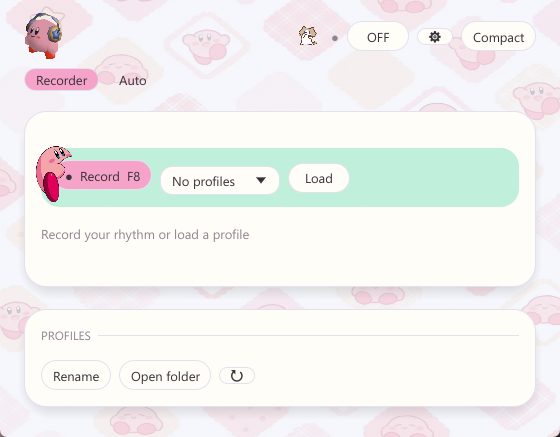 OFF
Compact
Recorder Auto
Record F8 No profiles Load
Record your rhythm or load a profile
PROFILES
Rename Open folder